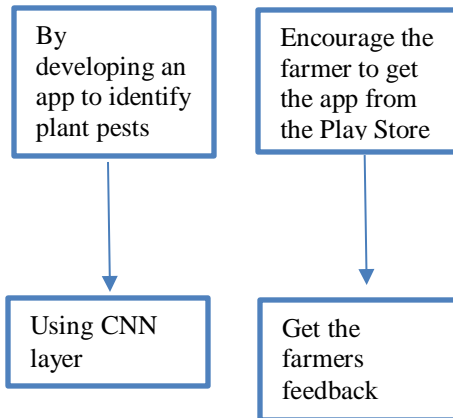 By
developing an
app to identify
plant pests
Encourage the
farmer to get
the app from
the Play Store
Using CNN
layer
Get the
farmers
feedback